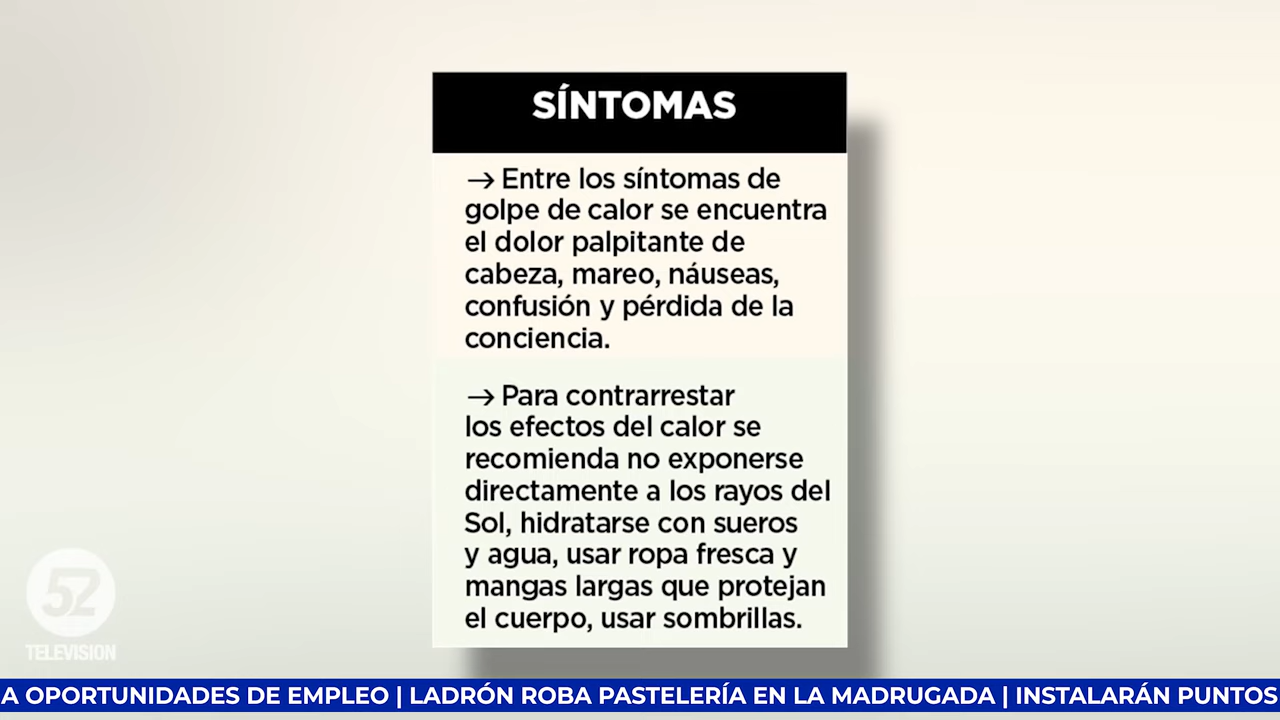 SÍNTOMAS
→ Entre los síntomas de
golpe de calor se encuentra
el dolor palpitante de
cabeza, mareo, náuseas,
confusión y pérdida de la
conciencia.
→ Para contrarrestar
los efectos del calor se
recomienda no exponerse
directamente a los rayos del
Sol, hidratarse con sueros
y agua, usar ropa fresca y
mangas largas que protejan
el cuerpo, usar sombrillas.
52
TELEVISION
A OPORTUNIDADES DE EMPLEO | LADRÓN ROBA PASTELERÍA EN LA MADRUGADA | INSTALARÁN PUNTOS